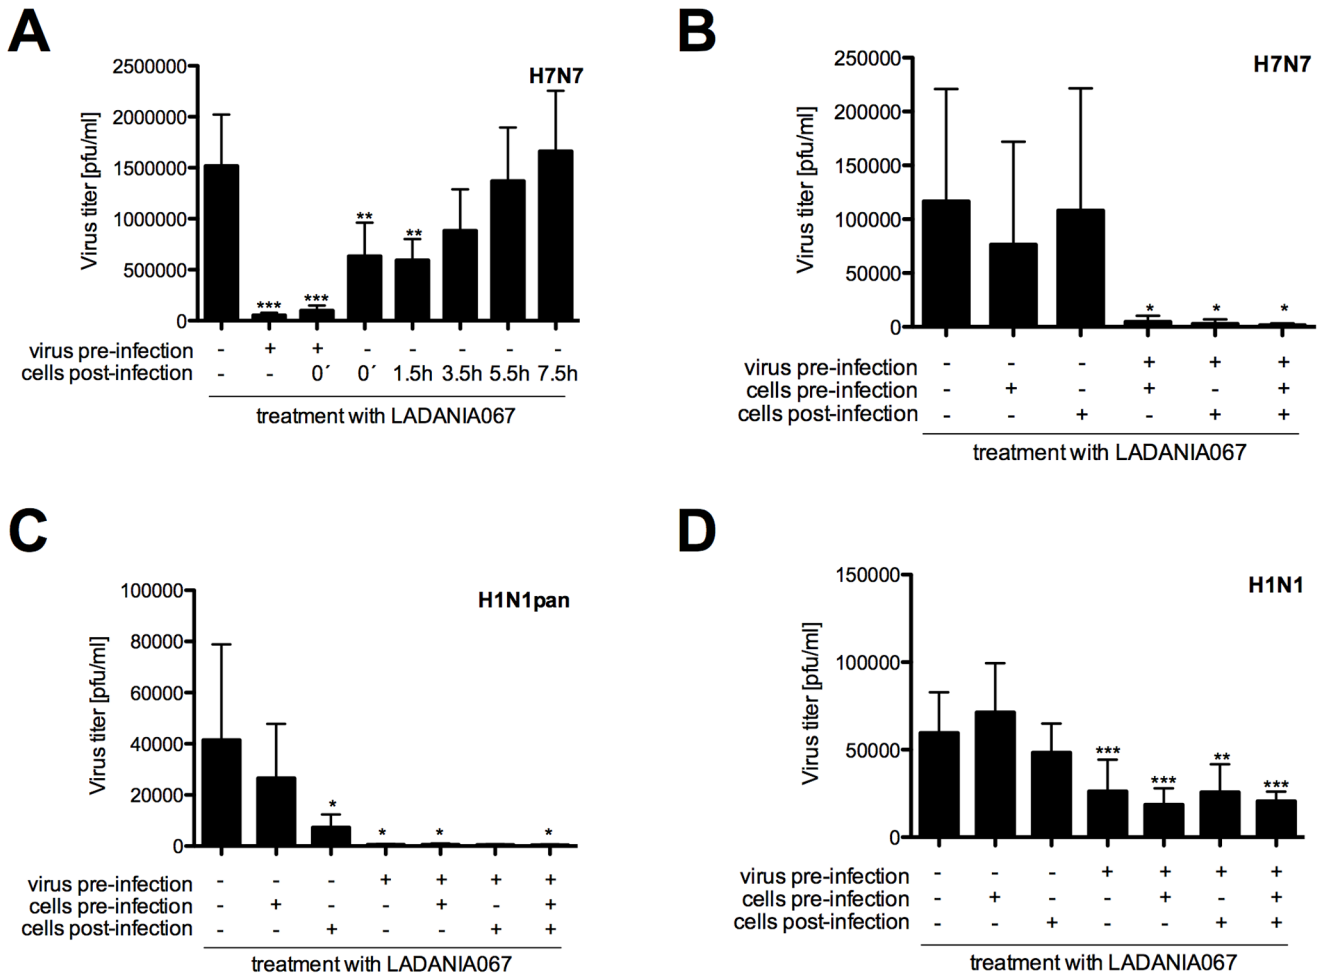 A
H7N7
Virus titer [pfu/ml]
2500000
2000000
1500000
1000000
500000
0
*** *** ** **
virus pre-infection - + + - - - - -
cells post-infection - - 0´ 0´ 1.5h 3.5h 5.5h 7.5h
treatment with LADANIA067
B
H7N7
Virus titer [pfu/ml]
250000
200000
150000
100000
50000
0
* * *
virus pre-infection - - - + + +
cells pre-infection - + - + - +
cells post-infection - - + - + +
treatment with LADANIA067
C
H1N1pan
Virus titer [pfu/ml]
100000
80000
60000
40000
20000
0
* * * *
virus pre-infection - - - + + + +
cells pre-infection - + - - + - +
cells post-infection - - + - - + +
treatment with LADANIA067
D
H1N1
Virus titer [pfu/ml]
150000
100000
50000
0
*** *** ** ***
virus pre-infection - - - + + + +
cells pre-infection - + - - + - +
cells post-infection - - + - - + +
treatment with LADANIA067